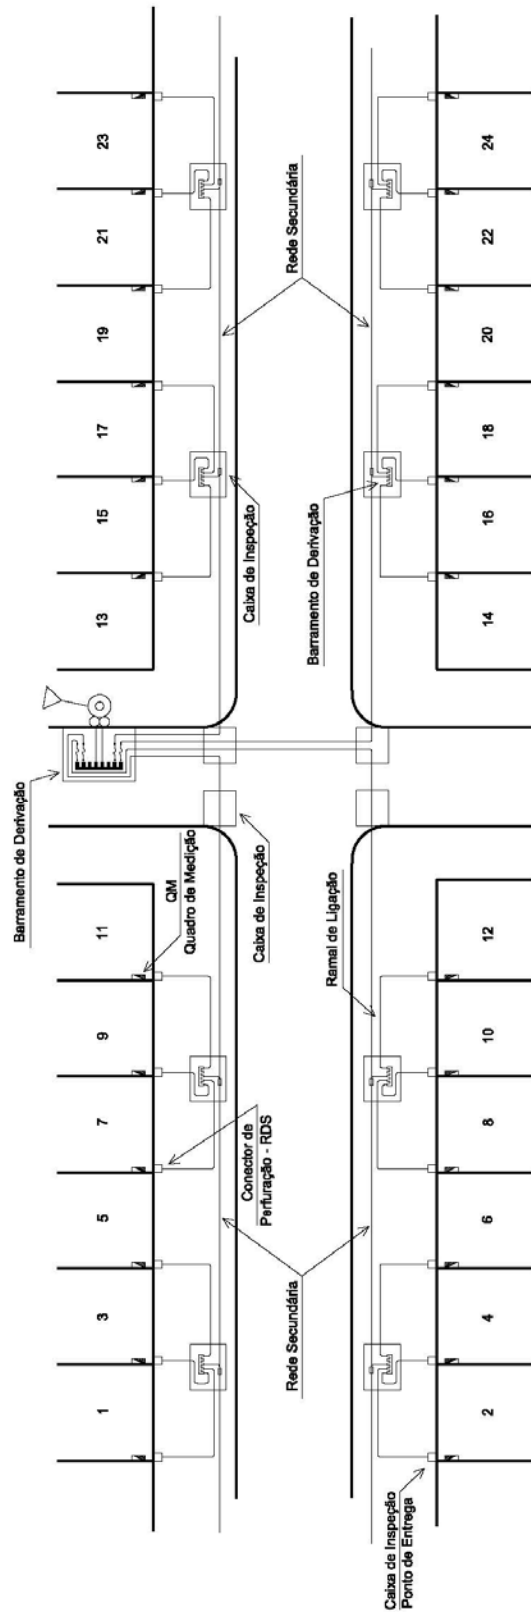 23
21
19
17
15
13
11
9
7
5
3
1
24
22
20
18
16
14
12
10
8
6
4
2
Rede Secundária
Caixa de Inspeção
Barramento de Derivação
Barramento de Derivação
QM
Quadro de Medição
Caixa de Inspeção
Ramal de Ligação
Conector de
Perfuração - RDS
Rede Secundária
Caixa de Inspeção
Ponto de Entrega